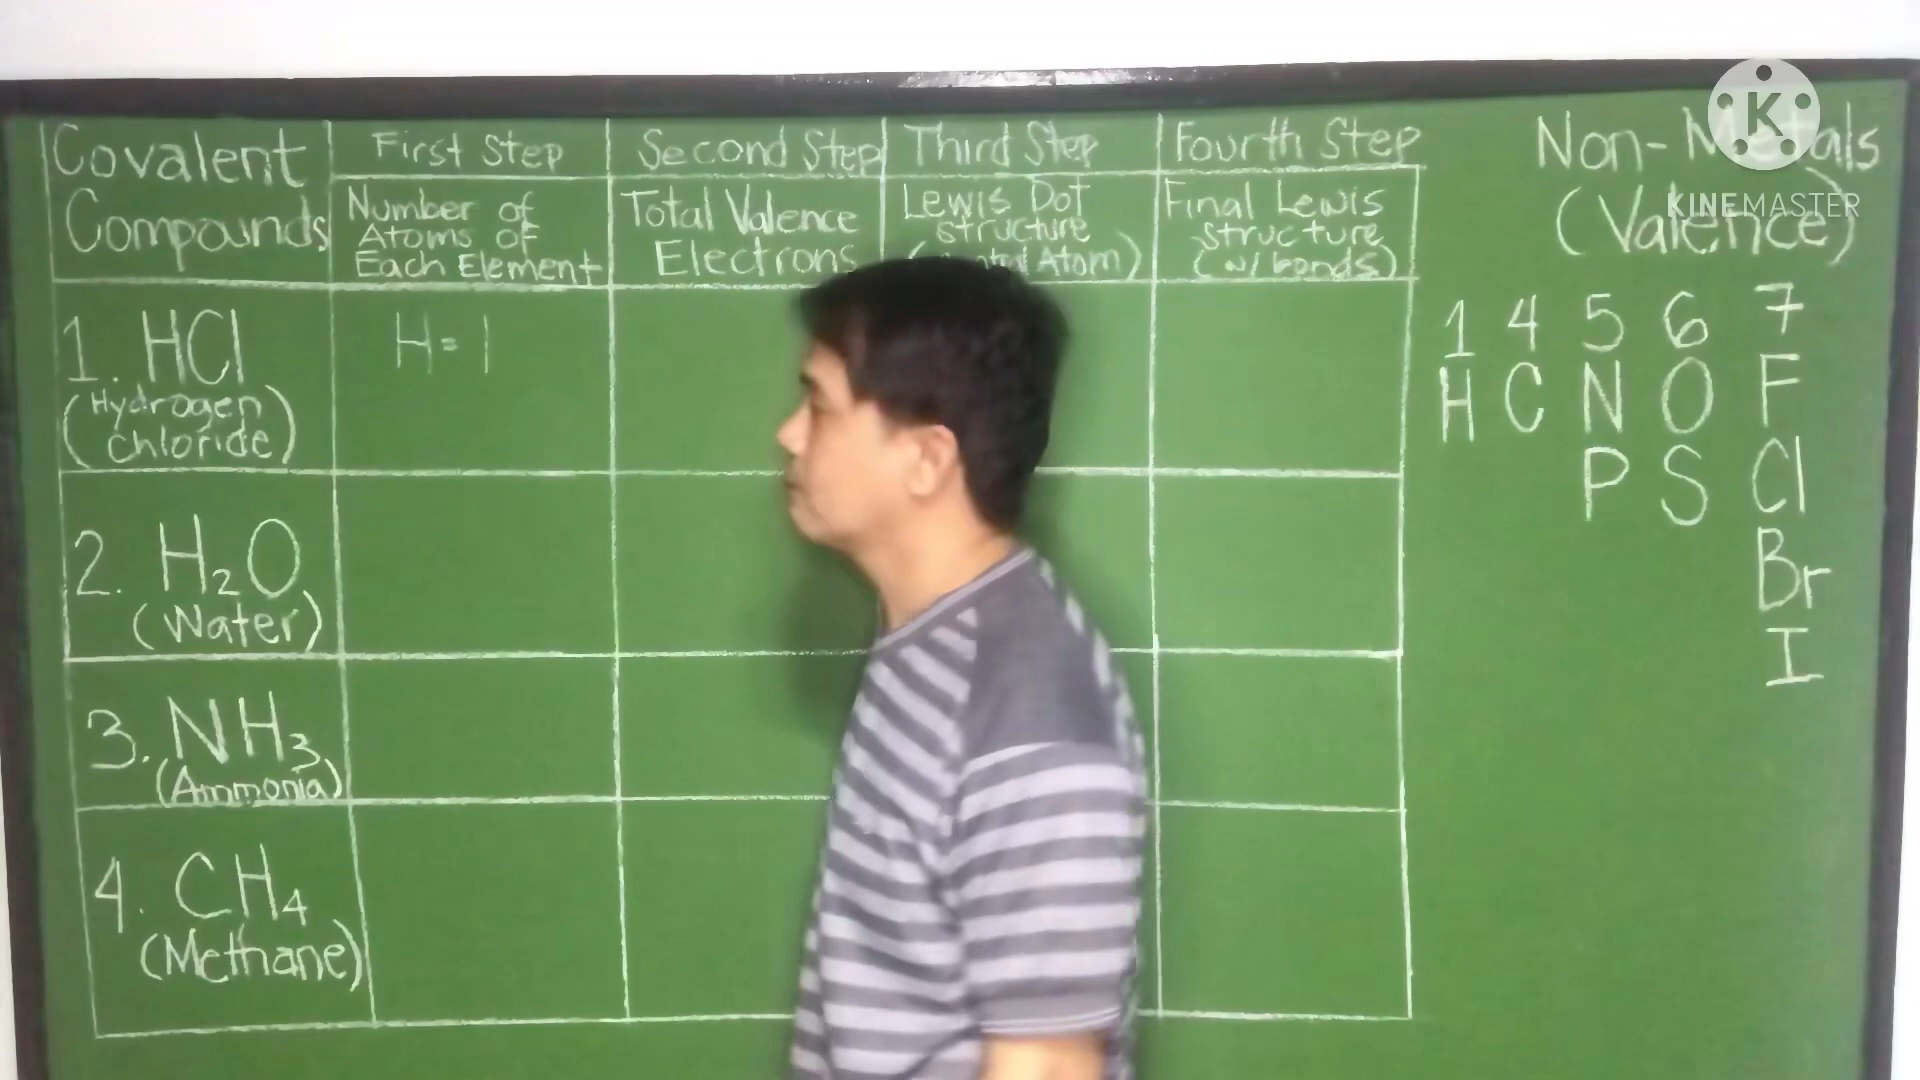 Covalent
Compounds
First Step
Number of
Atoms of
Each Element
Second Step
Total Valence
Electrons
Third Step
Lewis Dot
structure
Atom)
Fourth Step
Final Lewis
structure
(w/ bonds)
1. HCl
(Hydrogen
chloride)
H = 1
2. H₂O
(Water)
3. NH₃
(Ammonia)
4. CH₄
(Methane)
Non-Metals
(Valence)
1 4 5 6 7
H C N O F
P S Cl
Br
I
K
KINEMASTER